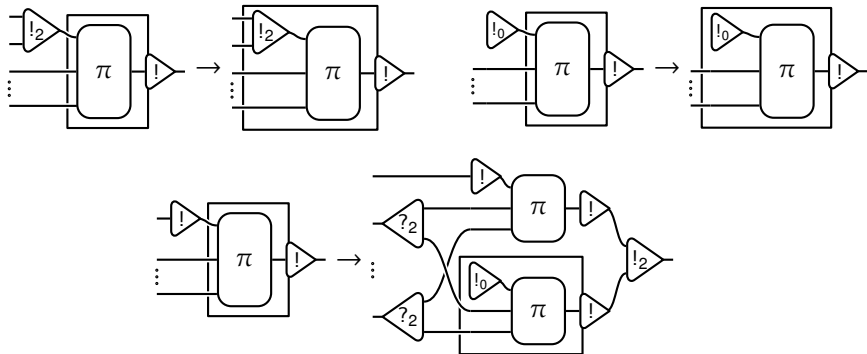 !₂ π ! → !₂ π ! !₀ π ! → !₀ π !
! π ! → ! ?₂ ?₂ π ! !₀ π ! !₂